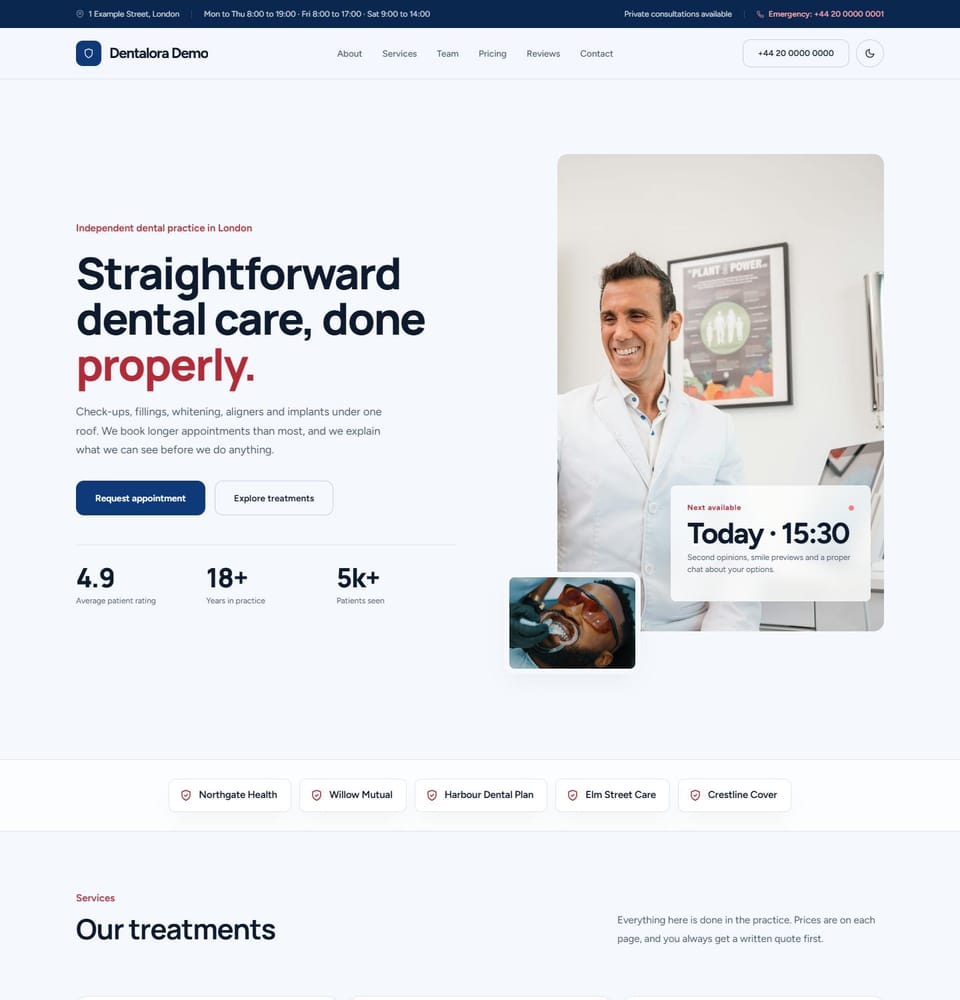 1 Example Street, London
Mon to Thu 8:00 to 19:00 · Fri 8:00 to 17:00 · Sat 9:00 to 14:00
Private consultations available
Emergency: +44 20 0000 0001
Dentalora Demo
About
Services
Team
Pricing
Reviews
Contact
+44 20 0000 0000
Independent dental practice in London
Straightforward
dental care, done
properly.
Check-ups, fillings, whitening, aligners and implants under one
roof. We book longer appointments than most, and we explain
what we can see before we do anything.
Request appointment
Explore treatments
4.9
Average patient rating
18+
Years in practice
5k+
Patients seen
PLANT POWER
Next available
Today · 15:30
Second opinions, smile previews and a proper
chat about your options.
Northgate Health
Willow Mutual
Harbour Dental Plan
Elm Street Care
Crestline Cover
Services
Our treatments
Everything here is done in the practice. Prices are on each
page, and you always get a written quote first.